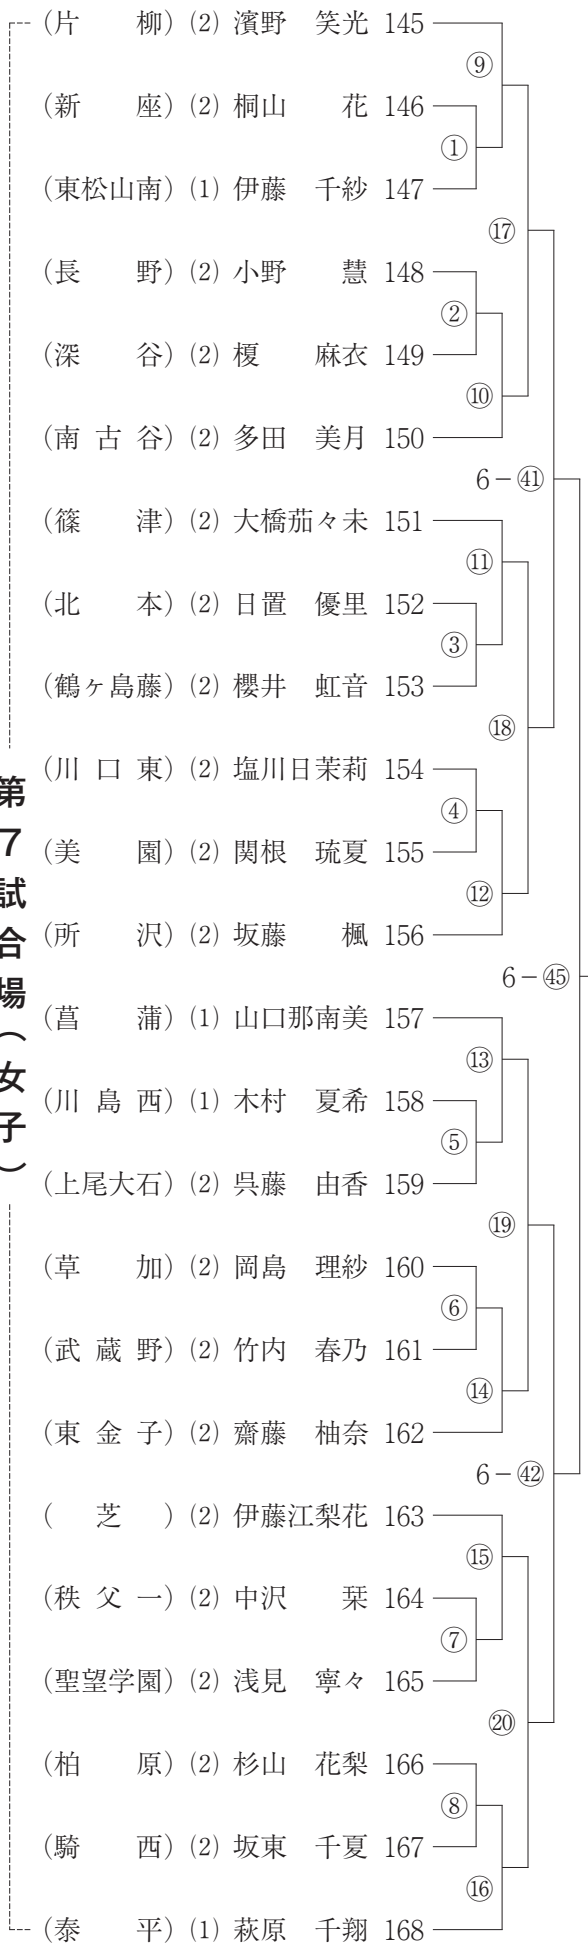 第７試合場（女子）
（片柳）⑵ 濱野 笑光 145
⑨
（新座）⑵ 桐山 花 146
①
（東松山南）⑴ 伊藤 千紗 147
⑰
（長野）⑵ 小野 慧 148
②
（深谷）⑵ 榎 麻衣 149
⑩
（南古谷）⑵ 多田 美月 150
6－㊶
（篠津）⑵ 大橋茄々未 151
⑪
（北本）⑵ 日置 優里 152
③
（鶴ヶ島藤）⑵ 櫻井 虹音 153
⑱
（川口東）⑵ 塩川日茉莉 154
④
（美園）⑵ 関根 琉夏 155
⑫
（所沢）⑵ 坂藤 楓 156
6－㊺
（菖蒲）⑴ 山口那南美 157
⑬
（川島西）⑴ 木村 夏希 158
⑤
（上尾大石）⑵ 呉藤 由香 159
⑲
（草加）⑵ 岡島 理紗 160
⑥
（武蔵野）⑵ 竹内 春乃 161
⑭
（東金子）⑵ 齋藤 柚奈 162
6－㊷
（芝）⑵ 伊藤江梨花 163
⑮
（秩父一）⑵ 中沢 栞 164
⑦
（聖望学園）⑵ 浅見 寧々 165
⑳
（柏原）⑵ 杉山 花梨 166
⑧
（騎西）⑵ 坂東 千夏 167
⑯
（泰平）⑴ 萩原 千翔 168